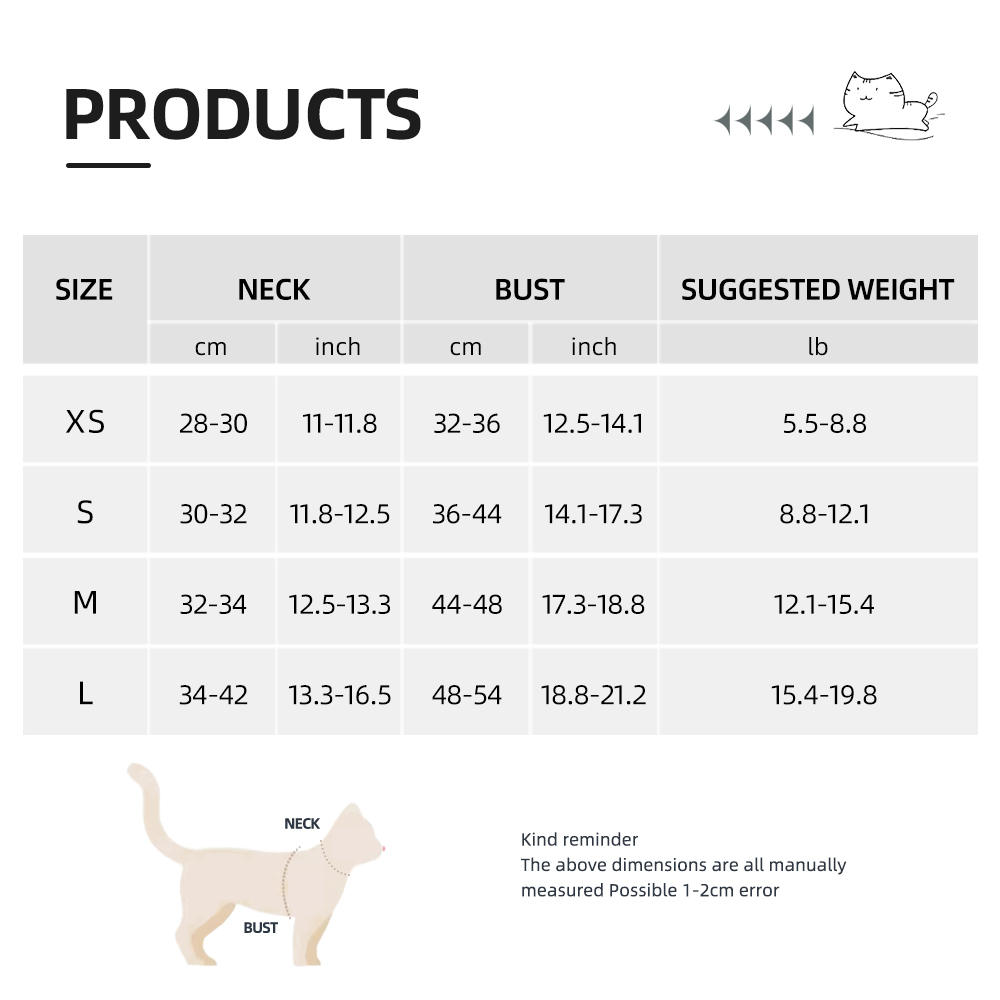 PRODUCTS
SIZE NECK BUST SUGGESTED WEIGHT
cm inch cm inch lb
XS 28-30 11-11.8 32-36 12.5-14.1 5.5-8.8
S 30-32 11.8-12.5 36-44 14.1-17.3 8.8-12.1
M 32-34 12.5-13.3 44-48 17.3-18.8 12.1-15.4
L 34-42 13.3-16.5 48-54 18.8-21.2 15.4-19.8
NECK
BUST
Kind reminder
The above dimensions are all manually
measured Possible 1-2cm error